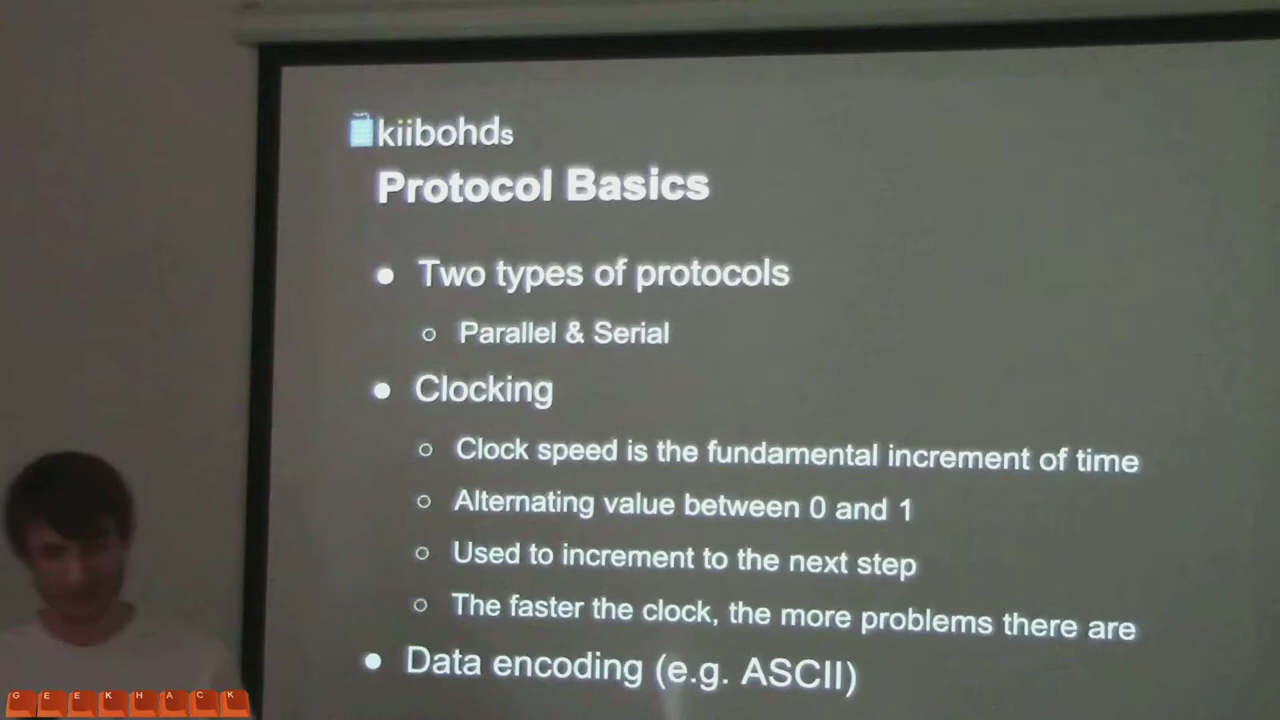 kiibohds
Protocol Basics
● Two types of protocols
○ Parallel & Serial
● Clocking
○ Clock speed is the fundamental increment of time
○ Alternating value between 0 and 1
○ Used to increment to the next step
○ The faster the clock, the more problems there are
● Data encoding (e.g. ASCII)
GEEKHACK